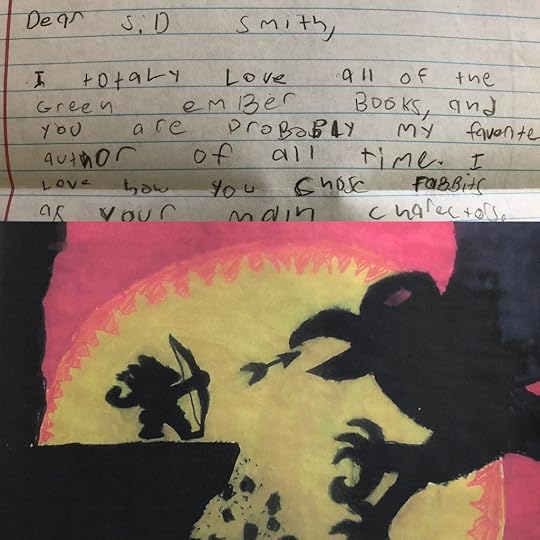 Dear S.D Smith,
I totaly Love all of the
Green ember Books, and
you are probably my favorite
author of all time. I
Love how you chose rabbits
as your main charectors.